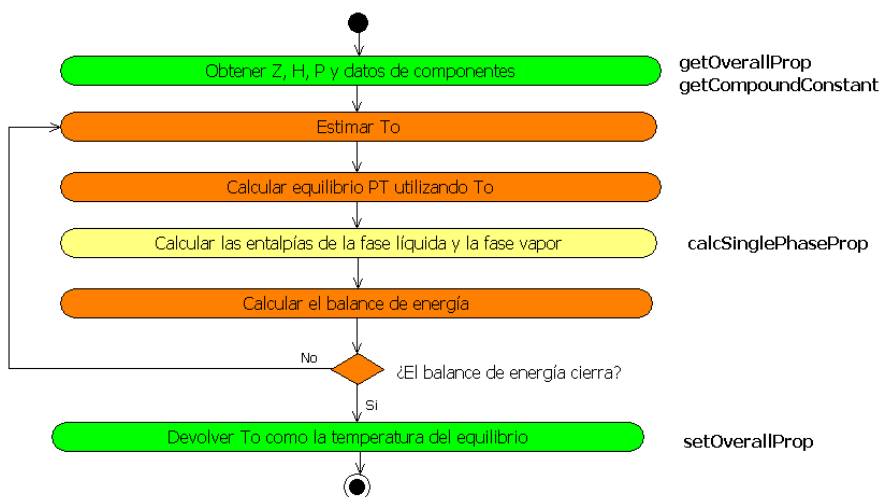 Obtener Z, H, P y datos de componentes
getOverallProp
getCompoundConstant
Estimar To
Calcular equilibrio PT utilizando To
Calcular las entalpías de la fase líquida y la fase vapor
calcSinglePhaseProp
Calcular el balance de energía
No
¿El balance de energía cierra?
Si
Devolver To como la temperatura del equilibrio
setOverallProp